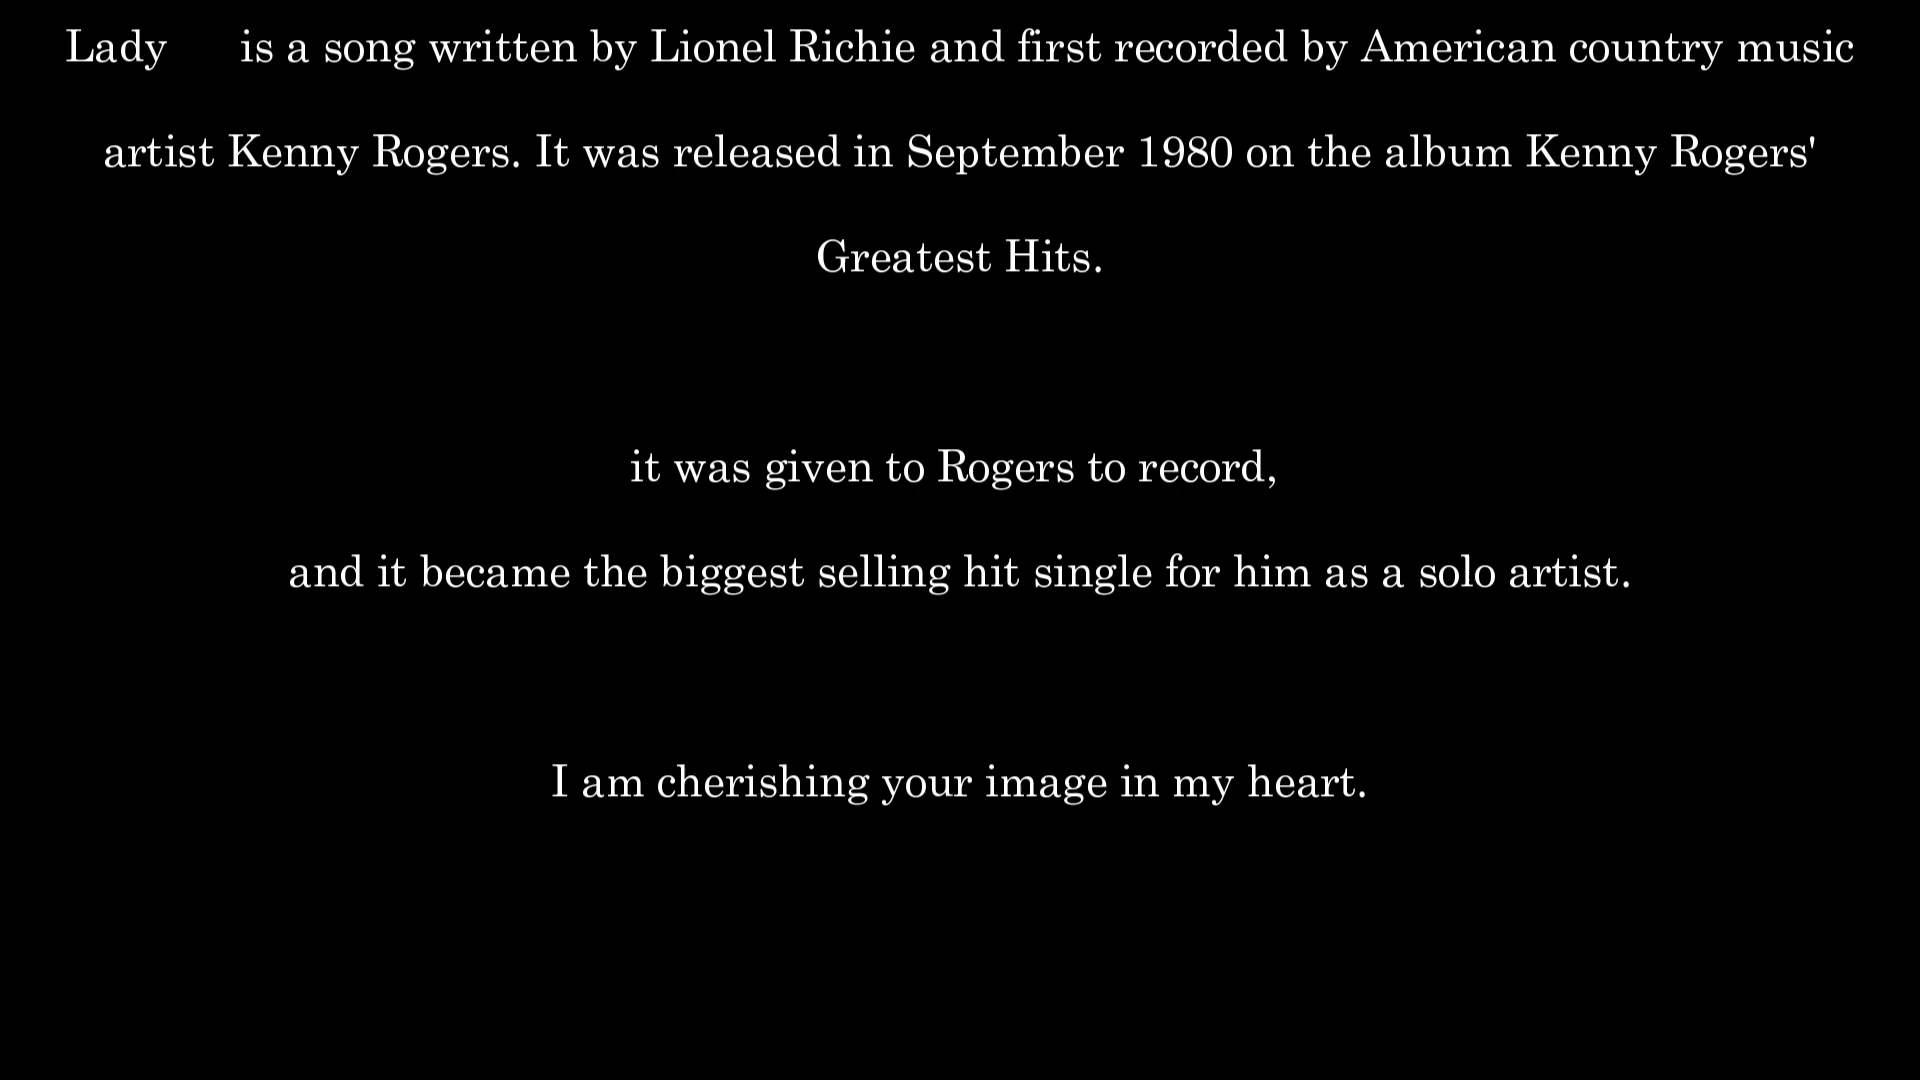 Lady is a song written by Lionel Richie and first recorded by American country music
artist Kenny Rogers. It was released in September 1980 on the album Kenny Rogers'
Greatest Hits.
it was given to Rogers to record,
and it became the biggest selling hit single for him as a solo artist.
I am cherishing your image in my heart.